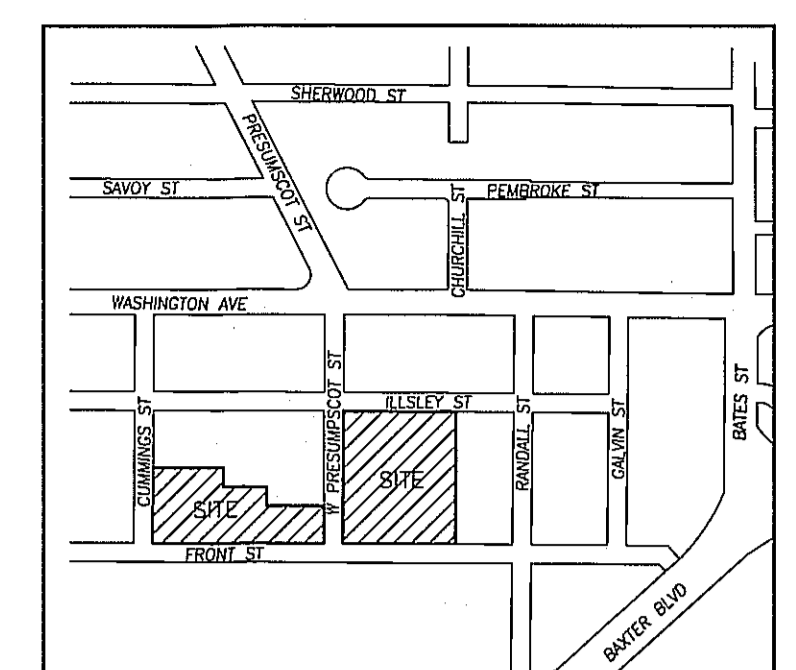 SHERWOOD ST
PRESUMSCOT ST
SAVOY ST
PEMBROKE ST
CHURCHILL ST
WASHINGTON AVE
W PRESUMPSCOT ST
ILLSLEY ST
CUMMINGS ST
RANDALL ST
GALVIN ST
BATES ST
SITE
SITE
FRONT ST
BAXTER BLVD